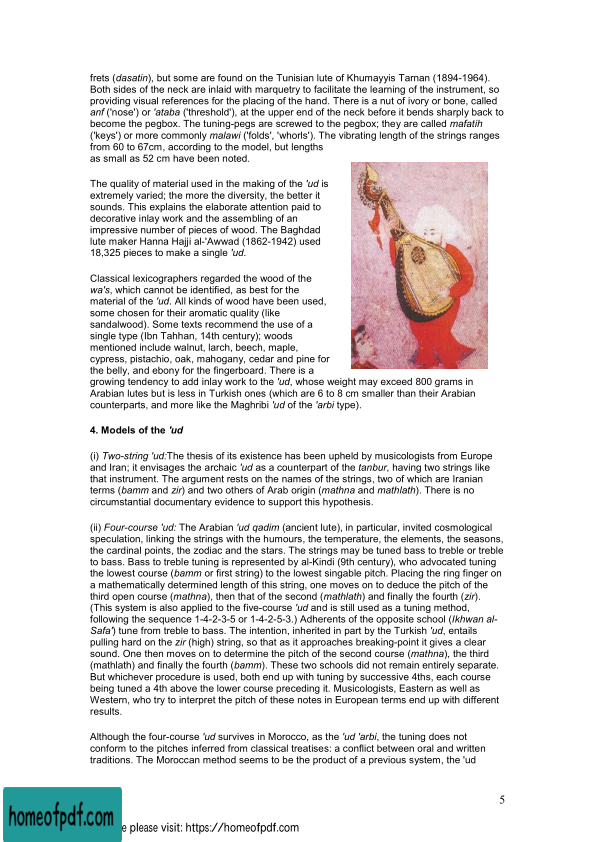 frets (dasatin), but some are found on the Tunisian lute of Khumayyis Tarnan (1894-1964).
Both sides of the neck are inlaid with marquetry to facilitate the learning of the instrument, so
providing visual references for the placing of the hand. There is a nut of ivory or bone, called
anf ('nose') or 'ataba ('threshold'), at the upper end of the neck before it bends sharply back to
become the pegbox. The tuning-pegs are screwed to the pegbox; they are called mafatih
('keys') or more commonly malawi ('folds', 'whorls'). The vibrating length of the strings ranges
from 60 to 67cm, according to the model, but lengths
as small as 52 cm have been noted.
The quality of material used in the making of the 'ud is
extremely varied; the more the diversity, the better it
sounds. This explains the elaborate attention paid to
decorative inlay work and the assembling of an
impressive number of pieces of wood. The Baghdad
lute maker Hanna Hajji al-'Awwad (1862-1942) used
18,325 pieces to make a single 'ud.
Classical lexicographers regarded the wood of the
wa's, which cannot be identified, as best for the
material of the 'ud. All kinds of wood have been used,
some chosen for their aromatic quality (like
sandalwood). Some texts recommend the use of a
single type (Ibn Tahhan, 14th century); woods
mentioned include walnut, larch, beech, maple,
cypress, pistachio, oak, mahogany, cedar and pine for
the belly, and ebony for the fingerboard. There is a
growing tendency to add inlay work to the 'ud, whose weight may exceed 800 grams in
Arabian lutes but is less in Turkish ones (which are 6 to 8 cm smaller than their Arabian
counterparts, and more like the Maghribi 'ud of the 'arbi type).
4. Models of the 'ud
(i) Two-string 'ud:The thesis of its existence has been upheld by musicologists from Europe
and Iran; it envisages the archaic 'ud as a counterpart of the tanbur, having two strings like
that instrument. The argument rests on the names of the strings, two of which are Iranian
terms (bamm and zir) and two others of Arab origin (mathna and mathlath). There is no
circumstantial documentary evidence to support this hypothesis.
(ii) Four-course 'ud: The Arabian 'ud qadim (ancient lute), in particular, invited cosmological
speculation, linking the strings with the humours, the temperature, the elements, the seasons,
the cardinal points, the zodiac and the stars. The strings may be tuned bass to treble or treble
to bass. Bass to treble tuning is represented by al-Kindi (9th century), who advocated tuning
the lowest course (bamm or first string) to the lowest singable pitch. Placing the ring finger on
a mathematically determined length of this string, one moves on to deduce the pitch of the
third open course (mathna), then that of the second (mathlath) and finally the fourth (zir).
(This system is also applied to the five-course 'ud and is still used as a tuning method,
following the sequence 1-4-2-3-5 or 1-4-2-5-3.) Adherents of the opposite school (Ikhwan al-
Safa') tune from treble to bass. The intention, inherited in part by the Turkish 'ud, entails
pulling hard on the zir (high) string, so that as it approaches breaking-point it gives a clear
sound. One then moves on to determine the pitch of the second course (mathna), the third
(mathlath) and finally the fourth (bamm). These two schools did not remain entirely separate.
But whichever procedure is used, both end up with tuning by successive 4ths, each course
being tuned a 4th above the lower course preceding it. Musicologists, Eastern as well as
Western, who try to interpret the pitch of these notes in European terms end up with different
results.
Although the four-course 'ud survives in Morocco, as the 'ud 'arbi, the tuning does not
conform to the pitches inferred from classical treatises: a conflict between oral and written
traditions. The Moroccan method seems to be the product of a previous system, the 'ud
5
homeofpdf.com
e please visit: https://homeofpdf.com